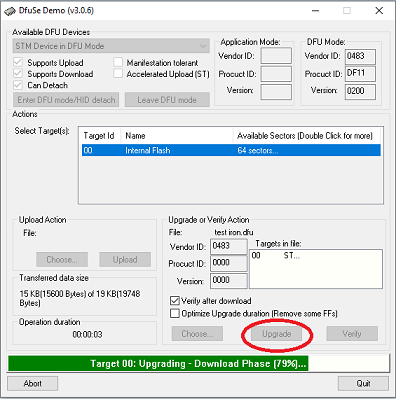 DfuSe Demo (v3.0.6)
Available DFU Devices
STM Device in DFU Mode
Supports Upload
Manifestation tolerant
Supports Download
Accelerated Upload (ST)
Can Detach
Enter DFU mode/HID detach
Leave DFU mode
Application Mode:
Vendor ID:
Procuct ID:
Version:
DFU Mode:
Vendor ID: 0483
Procuct ID: DF11
Version: 0200
Actions
Select Target(s):
Target Id Name Available Sectors (Double Click for more)
00 Internal Flash 64 sectors...
Upload Action
File:
Choose... Upload
Transferred data size
15 KB(15600 Bytes) of 19 KB(19748 Bytes)
Operation duration
00:00:03
Upgrade or Verify Action
File: test iron.dfu
Vendor ID: 0483
Procuct ID: 0000
Version: 0000
Targets in file:
00 ST...
Verify after download
Optimize Upgrade duration (Remove some FFs)
Choose... Upgrade Verify
Target 00: Upgrading - Download Phase (79%)...
Abort Quit